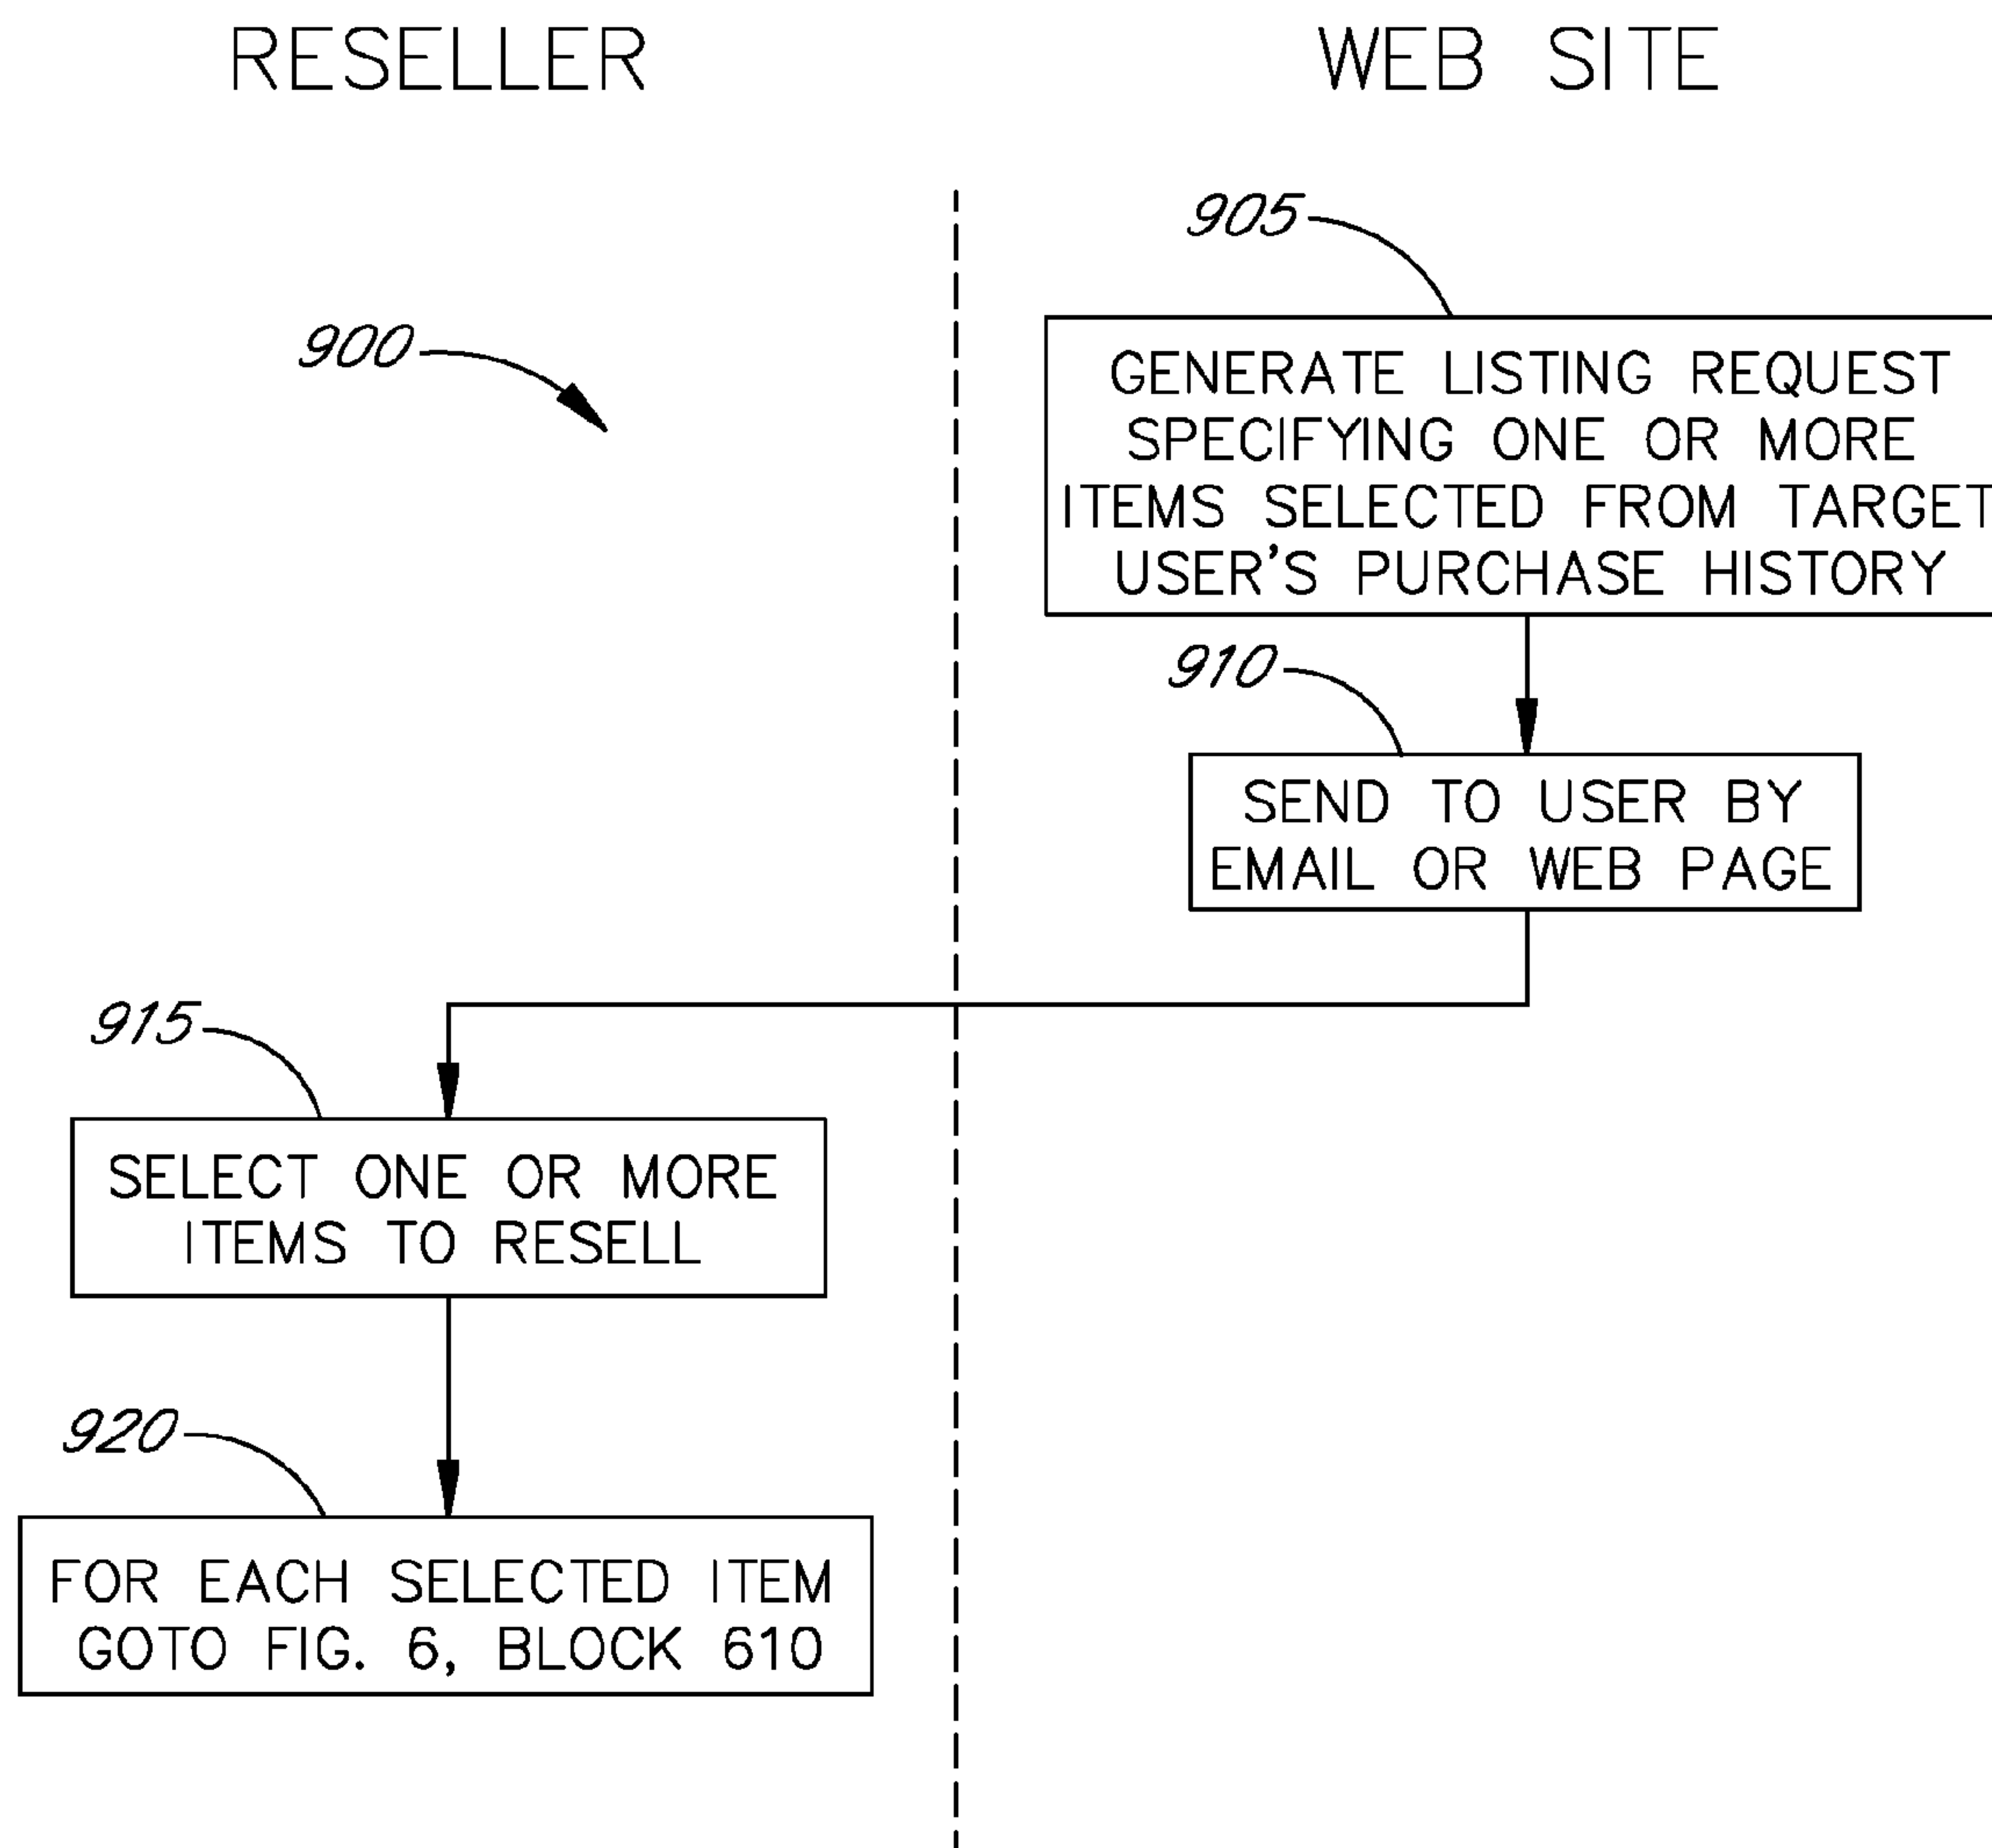 RESELLER
WEB SITE
905
900
GENERATE LISTING REQUEST
SPECIFYING ONE OR MORE
ITEMS SELECTED FROM TARGET
USER'S PURCHASE HISTORY
910
SEND TO USER BY
EMAIL OR WEB PAGE
915
SELECT ONE OR MORE
ITEMS TO RESELL
920
FOR EACH SELECTED ITEM
GOTO FIG. 6, BLOCK 610